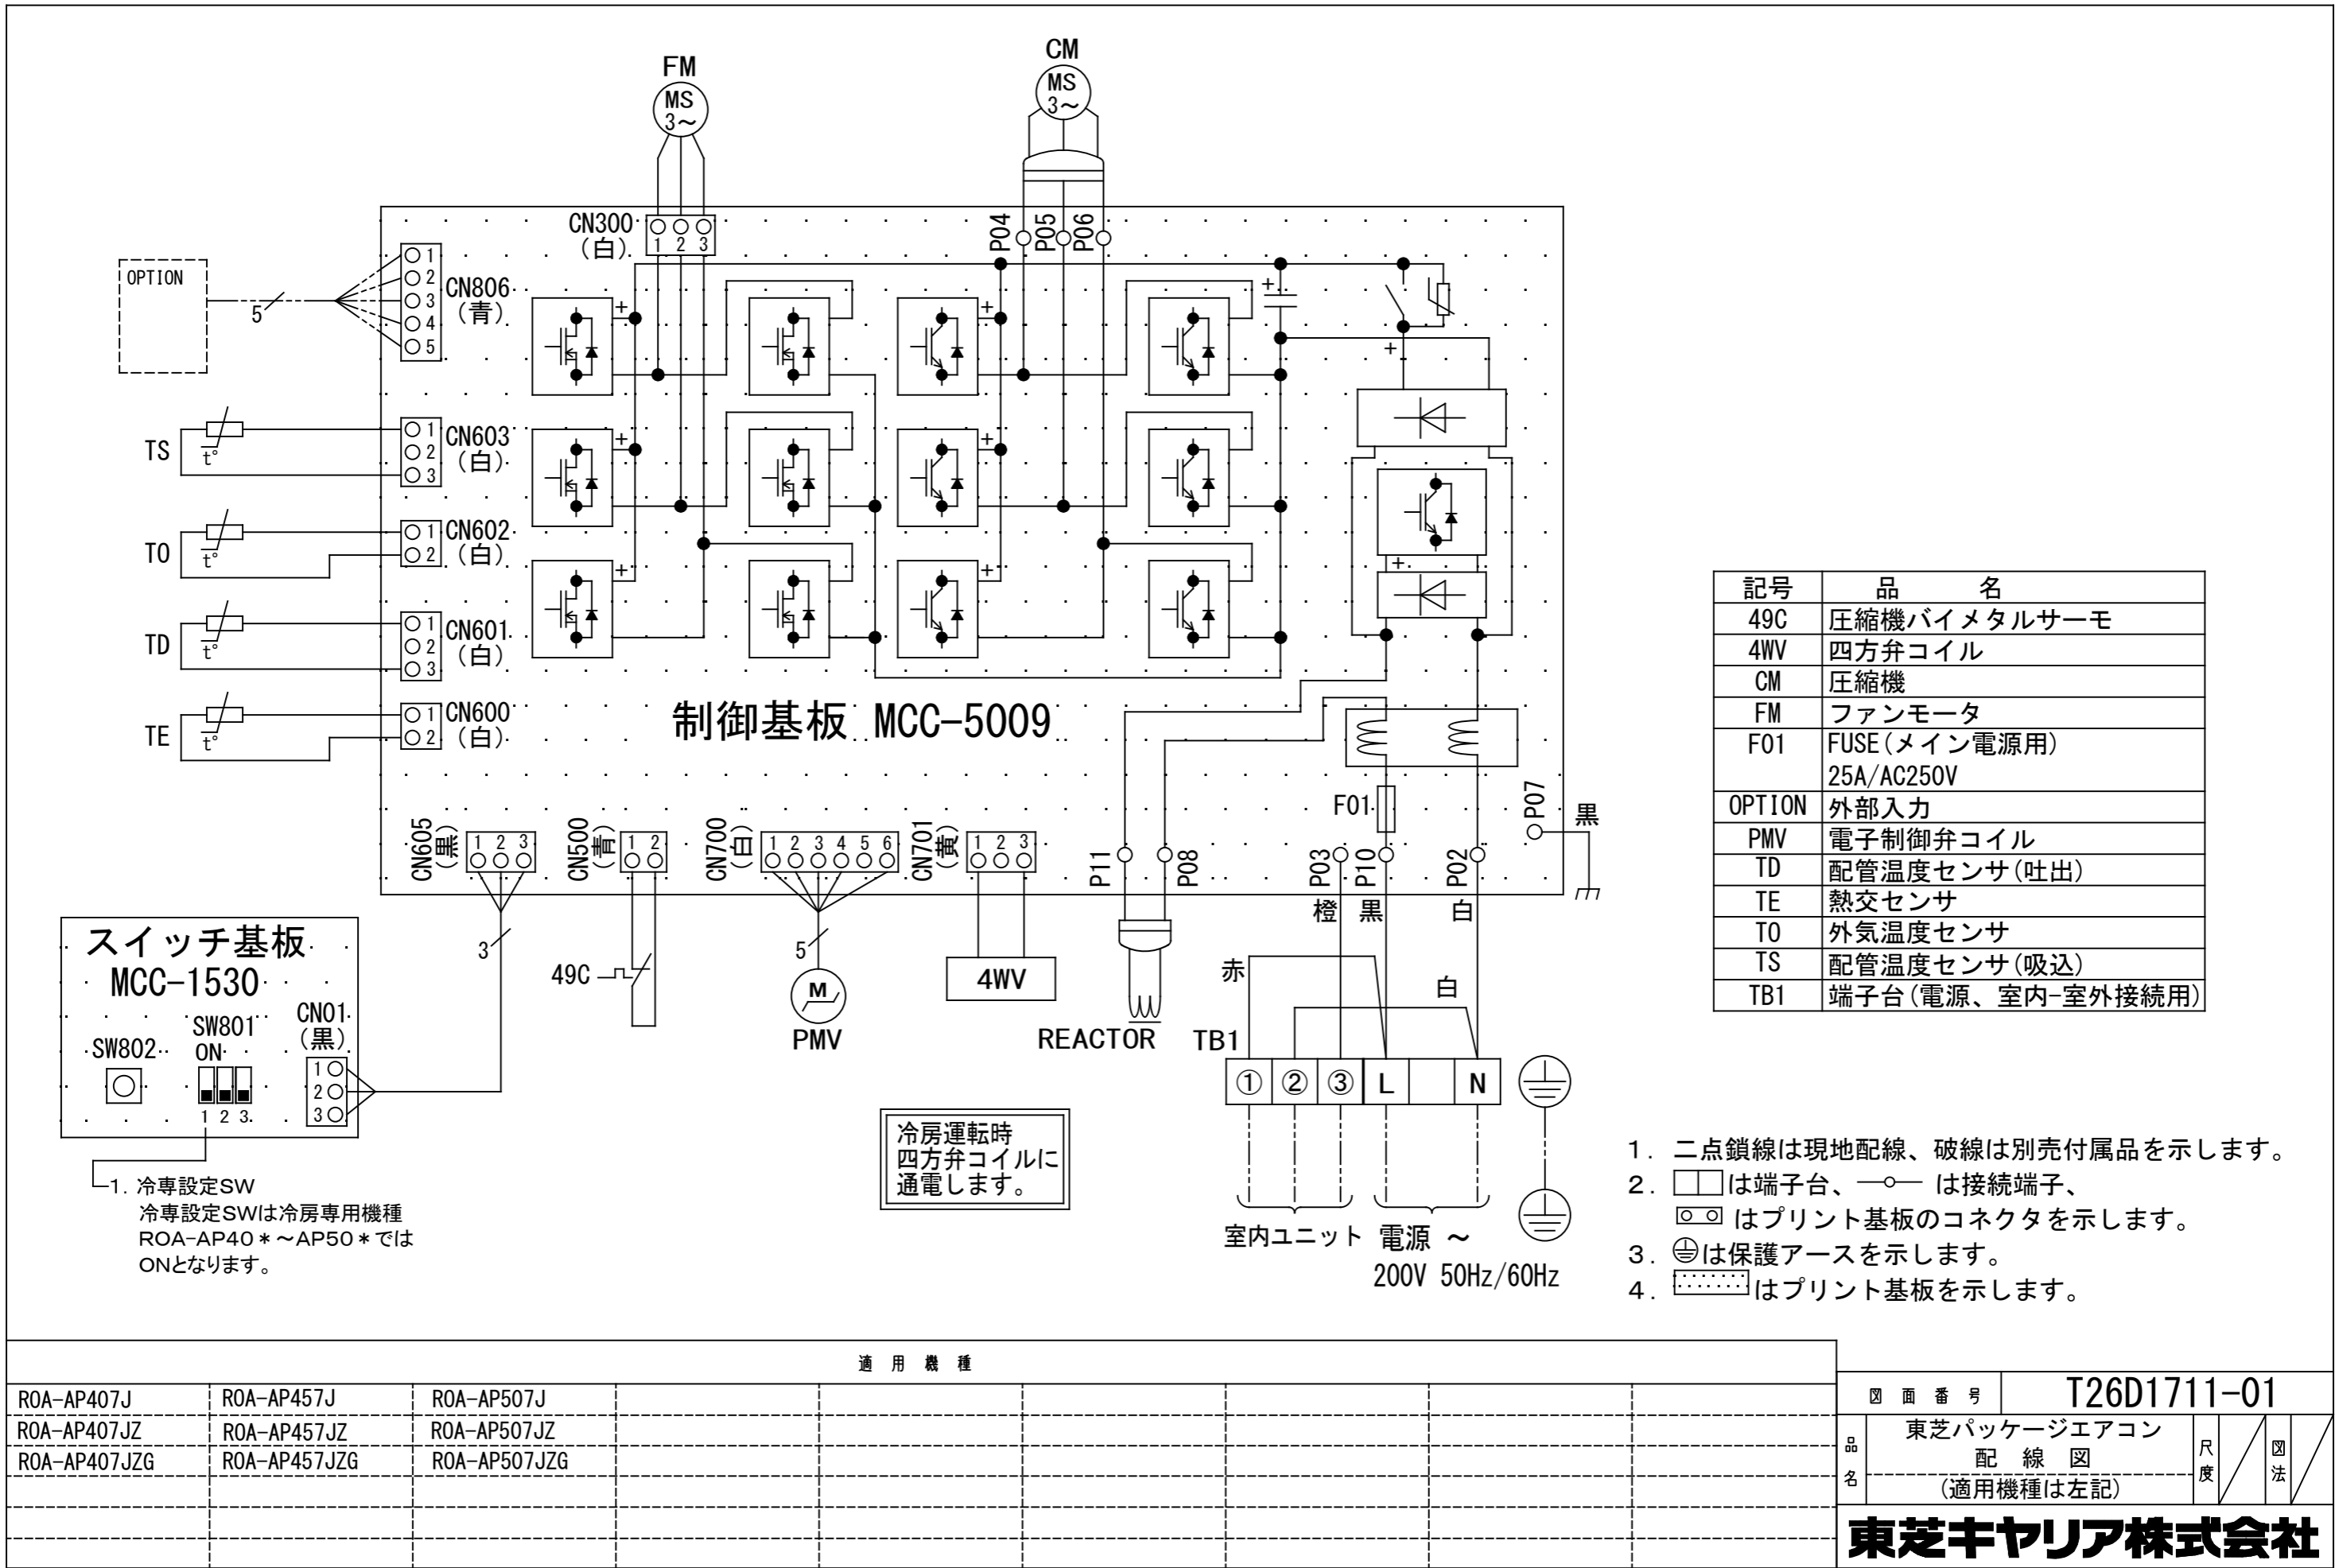 FM
MS
3~
CM
MS
3~
CN300
(白)
1 2 3
P04
P05
P06
OPTION
5
1
2
3
4
5
CN806
(青)
+
+
+
+
+
+
+
+
+
TS
t°
1
2
3
CN603
(白)
TO
t°
1
2
CN602
(白)
TD
t°
1
2
3
CN601
(白)
TE
t°
1
2
CN600
(白)
制御基板 MCC-5009
F01
P07
黒
CN605
(黒)
1 2 3
CN500
(青)
1 2
CN700
(白)
1 2 3 4 5 6
CN701
(黄)
1 2 3
P11
P08
P03
P10
P02
橙 黒 白
3
49C
5
M
PMV
4WV
REACTOR
赤
白
TB1
① ② ③ L N
室内ユニット 電源 ~
200V 50Hz/60Hz
スイッチ基板
MCC-1530
SW802
SW801
ON
1 2 3
CN01
(黒)
1
2
3
1. 冷専設定SW
冷専設定SWは冷房専用機種
ROA-AP40*~AP50*では
ONとなります。
冷房運転時
四方弁コイルに
通電します。
記号 品 名
49C 圧縮機バイメタルサーモ
4WV 四方弁コイル
CM 圧縮機
FM ファンモータ
F01 FUSE(メイン電源用)
25A/AC250V
OPTION 外部入力
PMV 電子制御弁コイル
TD 配管温度センサ(吐出)
TE 熱交センサ
TO 外気温度センサ
TS 配管温度センサ(吸込)
TB1 端子台(電源、室内-室外接続用)
1. 二点鎖線は現地配線、破線は別売付属品を示します。
2. は端子台、 は接続端子、
はプリント基板のコネクタを示します。
3. は保護アースを示します。
4. はプリント基板を示します。
適用機種
ROA-AP407J ROA-AP457J ROA-AP507J
ROA-AP407JZ ROA-AP457JZ ROA-AP507JZ
ROA-AP407JZG ROA-AP457JZG ROA-AP507JZG
図面番号 T26D1711-01
品名
東芝パッケージエアコン
配線図
(適用機種は左記)
尺度
図法
東芝キヤリア株式会社